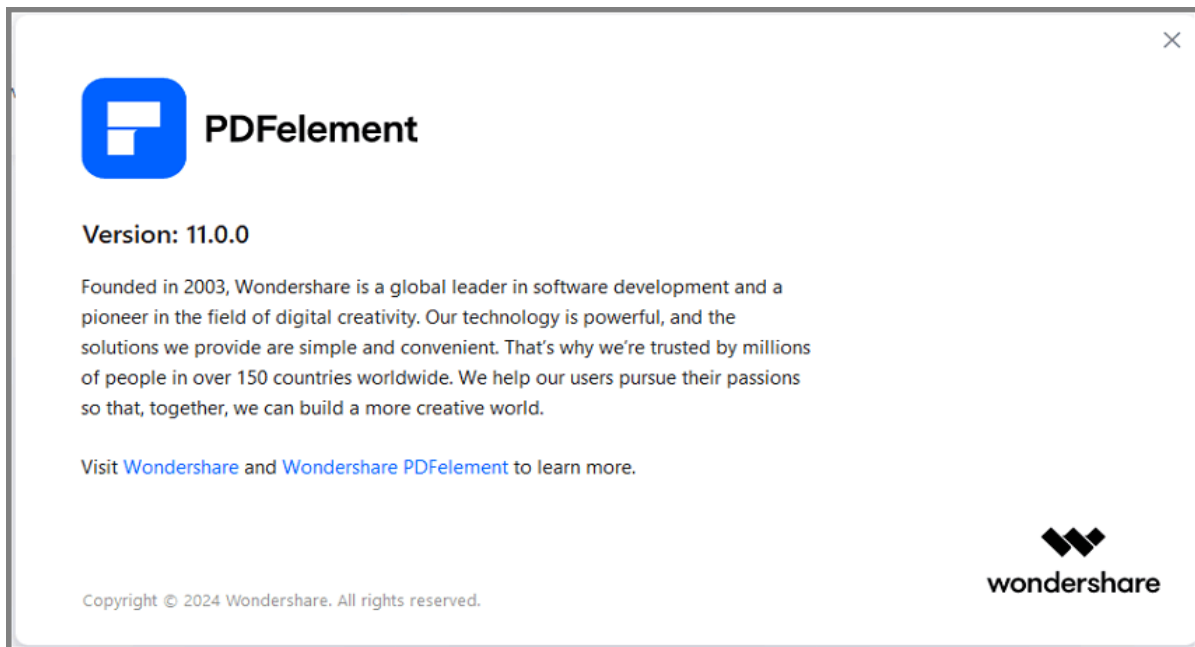 PDFelement
Version: 11.0.0
Founded in 2003, Wondershare is a global leader in software development and a
pioneer in the field of digital creativity. Our technology is powerful, and the
solutions we provide are simple and convenient. That’s why we’re trusted by millions
of people in over 150 countries worldwide. We help our users pursue their passions
so that, together, we can build a more creative world.
Visit Wondershare and Wondershare PDFelement to learn more.
wondershare
Copyright © 2024 Wondershare. All rights reserved.